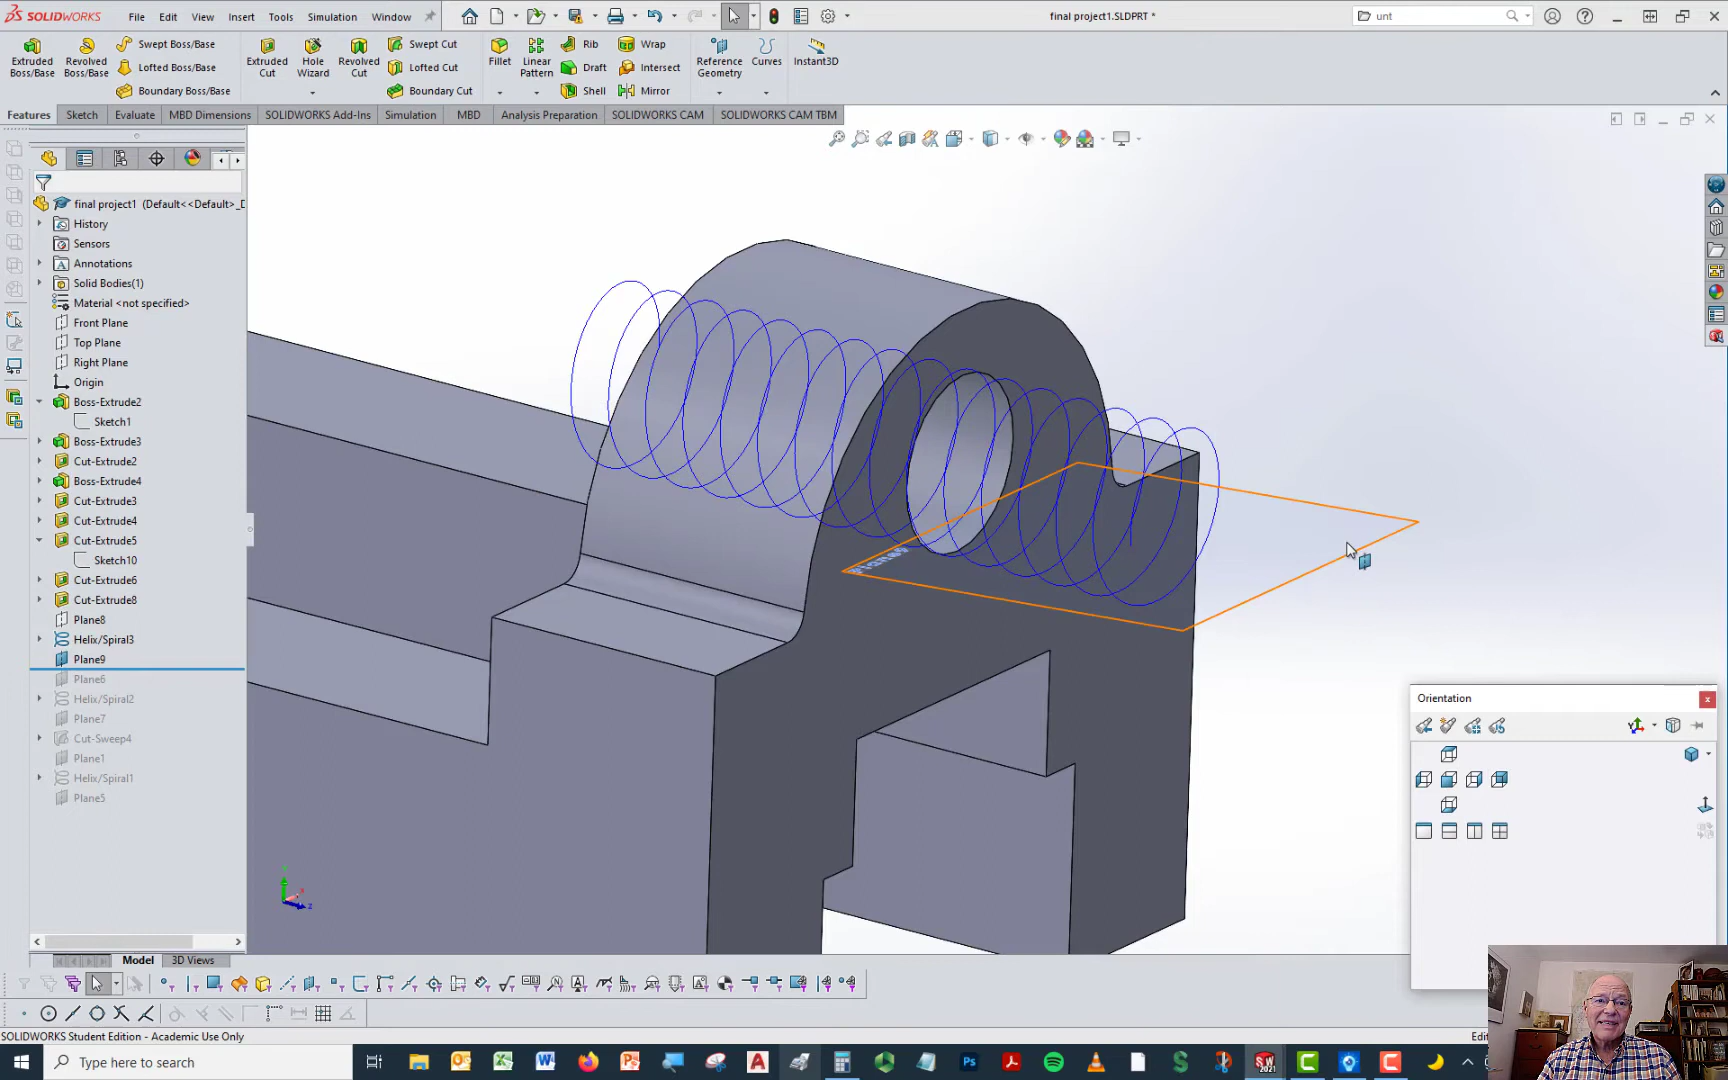 SOLIDWORKS File Edit View Insert Tools Simulation Window final project1.SLDPRT * unt
Extruded Boss/Base
Revolved Boss/Base
Swept Boss/Base
Lofted Boss/Base
Boundary Boss/Base
Extruded Cut
Hole Wizard
Revolved Cut
Swept Cut
Lofted Cut
Boundary Cut
Fillet
Linear Pattern
Rib
Draft
Shell
Wrap
Intersect
Mirror
Reference Geometry
Curves
Instant3D
Features Sketch Evaluate MBD Dimensions SOLIDWORKS Add-Ins Simulation MBD Analysis Preparation SOLIDWORKS CAM SOLIDWORKS CAM TBM
final project1 (Default<<Default>_D
History
Sensors
Annotations
Solid Bodies(1)
Material <not specified>
Front Plane
Top Plane
Right Plane
Origin
Boss-Extrude2
Sketch1
Boss-Extrude3
Cut-Extrude2
Boss-Extrude4
Cut-Extrude3
Cut-Extrude4
Cut-Extrude5
Sketch10
Cut-Extrude6
Cut-Extrude8
Plane8
Helix/Spiral3
Plane9
Plane6
Helix/Spiral2
Plane7
Cut-Sweep4
Plane1
Helix/Spiral1
Plane5
Plane9
Orientation
Model 3D Views
SOLIDWORKS Student Edition - Academic Use Only
Edit
Type here to search